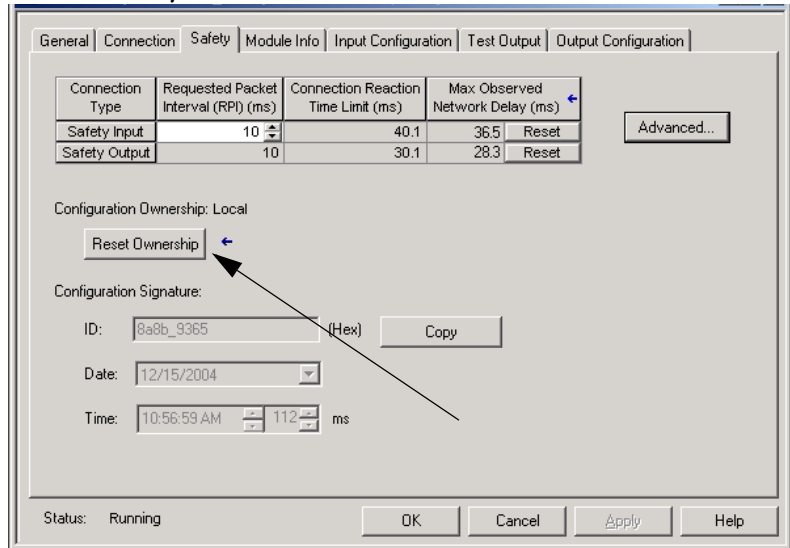 General Connection Safety Module Info Input Configuration Test Output Output Configuration
Connection Type Requested Packet Interval (RPI) (ms) Connection Reaction Time Limit (ms) Max Observed Network Delay (ms)
Safety Input 10 40.1 36.5 Reset
Safety Output 10 30.1 28.3 Reset
Advanced...
Configuration Ownership: Local
Reset Ownership
Configuration Signature:
ID: 8a8b_9365 (Hex) Copy
Date: 12/15/2004
Time: 10:56:59 AM 112 ms
Status: Running OK Cancel Apply Help